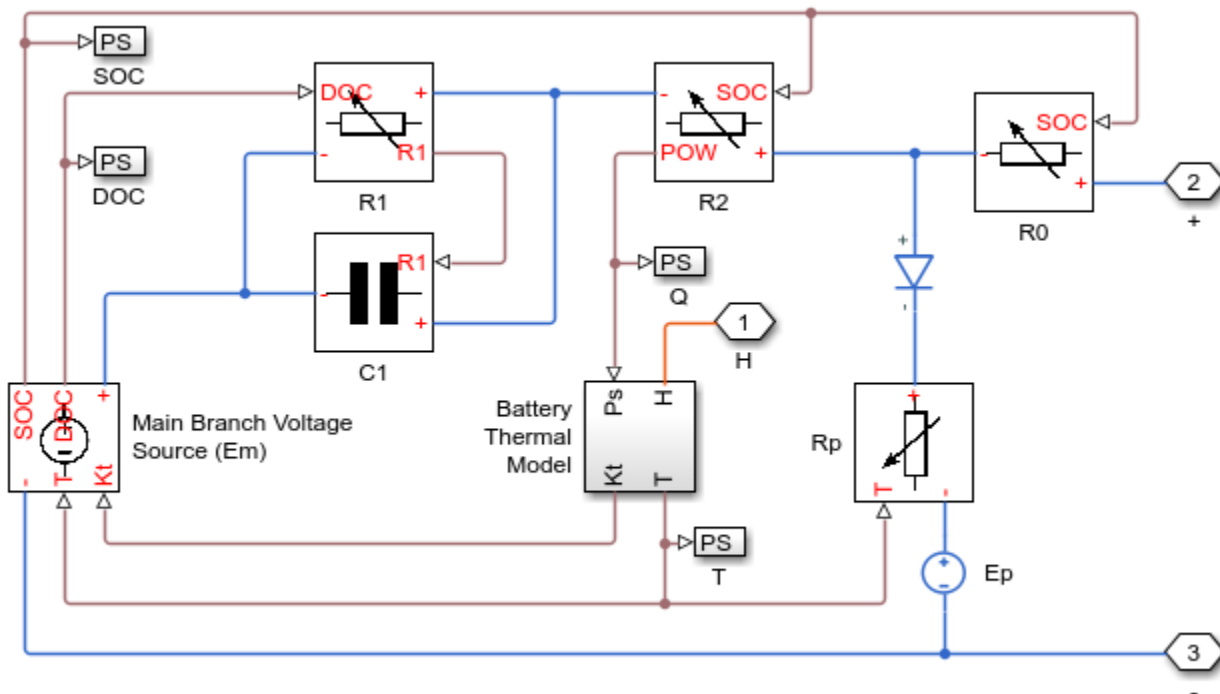 PS
SOC
DOC
+
-
R1
R1
SOC
-
POW
+
R2
SOC
-
+
R0
2
+
PS
DOC
R1
-
+
C1
PS
Q
1
H
+
-
SOC
DOC
+
-
T
Kt
Main Branch Voltage
Source (Em)
Battery
Thermal
Model
Ps
H
Kt
T
Rp
+
T
-
PS
T
+
-
Ep
3